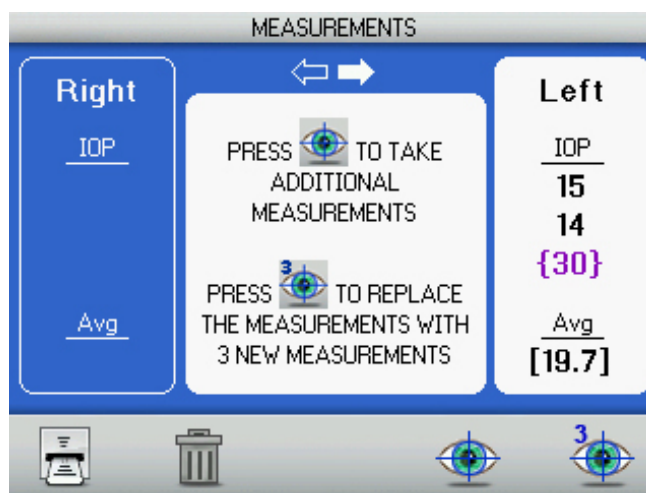 MEASUREMENTS
Right
IOP
Avg
PRESS TO TAKE
ADDITIONAL
MEASUREMENTS
3
PRESS TO REPLACE
THE MEASUREMENTS WITH
3 NEW MEASUREMENTS
Left
IOP
15
14
{30}
Avg
[19.7]
3